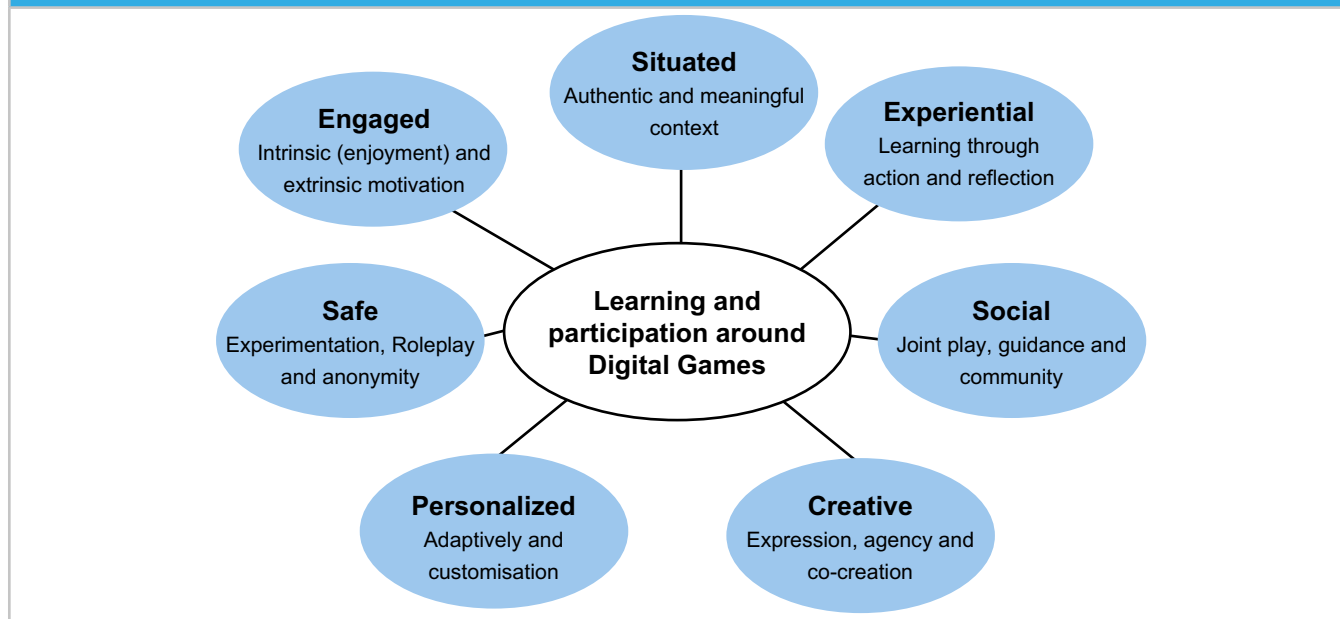 Situated
Authentic and meaningful
context
Experiential
Learning through
action and reflection
Engaged
Intrinsic (enjoyment) and
extrinsic motivation
Learning and
participation around
Digital Games
Safe
Experimentation, Roleplay
and anonymity
Social
Joint play, guidance and
community
Personalized
Adaptively and
customisation
Creative
Expression, agency and
co-creation